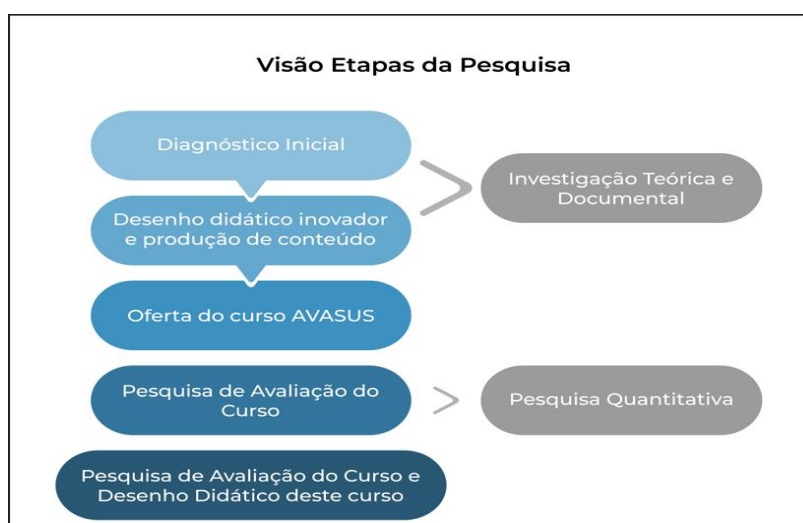 Visão Etapas da Pesquisa
Diagnóstico Inicial
Desenho didático inovador
e produção de conteúdo
Investigação Teórica e
Documental
Oferta do curso AVASUS
Pesquisa de Avaliação do
Curso
Pesquisa Quantitativa
Pesquisa de Avaliação do Curso e
Desenho Didático deste curso